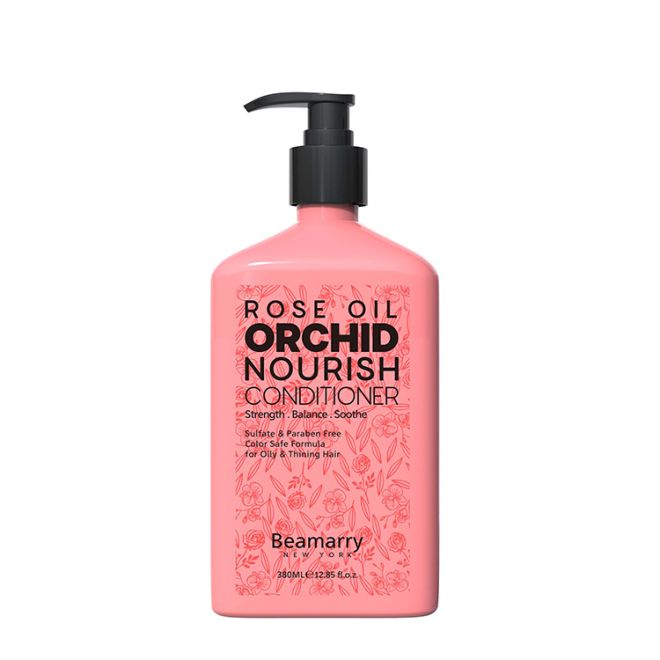 ROSE OIL
ORCHID
NOURISH
CONDITIONER
Strength . Balance . Soothe
Sulfate & Paraben Free
Color Safe Formula
for Oily & Thining Hair
Beamarry
NEW YORK
380ML℮12.85 fl.o.z.